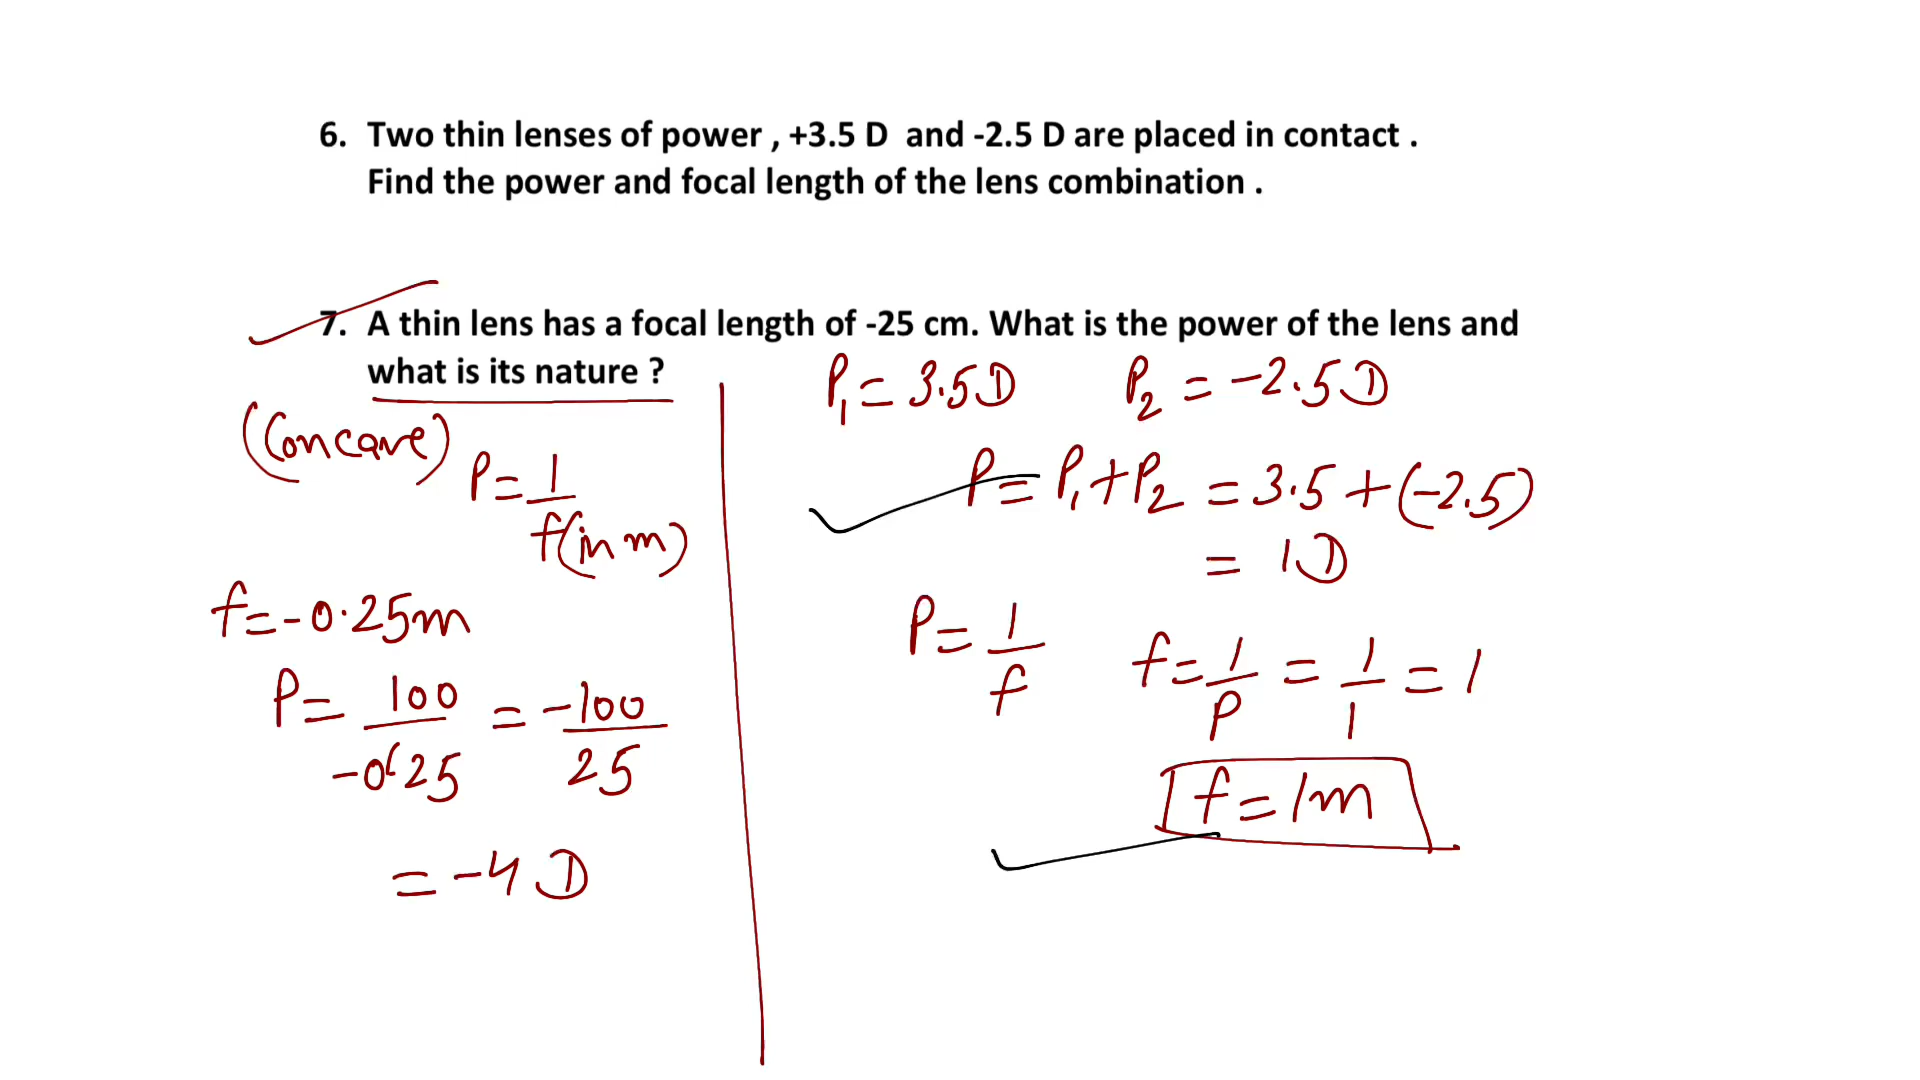 6. Two thin lenses of power , +3.5 D and -2.5 D are placed in contact .
Find the power and focal length of the lens combination .
7. A thin lens has a focal length of -25 cm. What is the power of the lens and
what is its nature ?
(Concave)
P = 1/f(in m)
f = -0.25m
P = 100/-0.25 = -100/25
= -4 D
P₁ = 3.5D P₂ = -2.5D
P = P₁ + P₂ = 3.5 + (-2.5)
= 1D
P = 1/f f = 1/P = 1/1 = 1
f = 1m